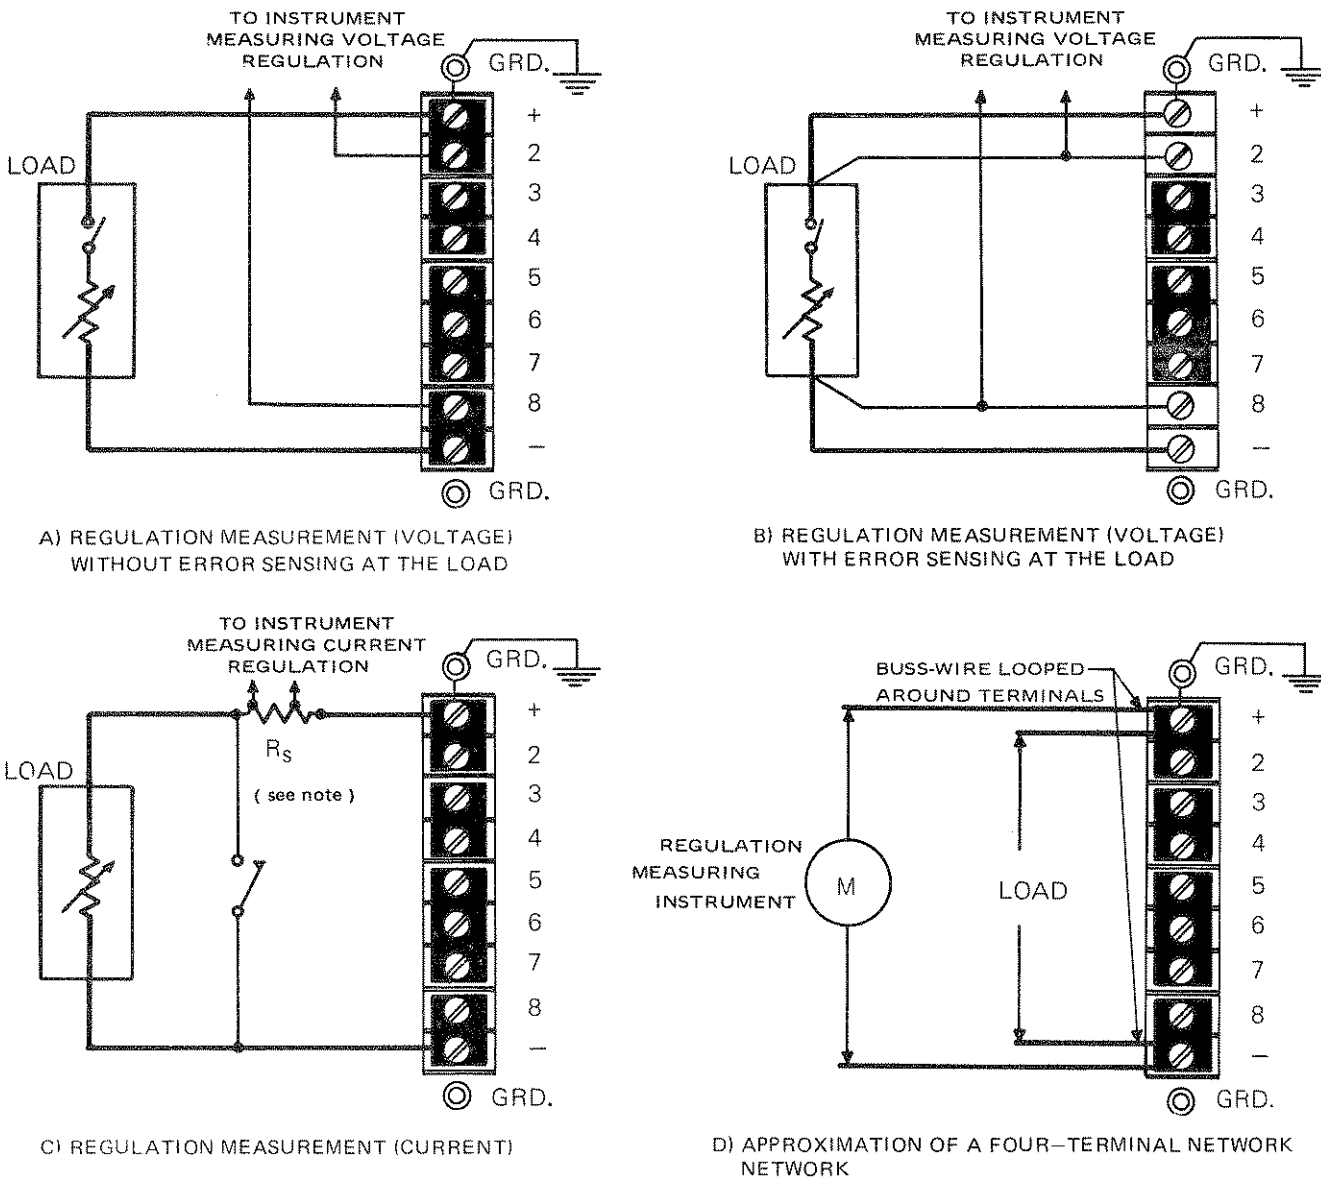 TO INSTRUMENT
MEASURING VOLTAGE
REGULATION
GRD.
+
2
3
4
5
6
7
8
—
GRD.
LOAD
A) REGULATION MEASUREMENT (VOLTAGE)
WITHOUT ERROR SENSING AT THE LOAD
TO INSTRUMENT
MEASURING VOLTAGE
REGULATION
GRD.
+
2
3
4
5
6
7
8
—
GRD.
LOAD
B) REGULATION MEASUREMENT (VOLTAGE)
WITH ERROR SENSING AT THE LOAD
TO INSTRUMENT
MEASURING CURRENT
REGULATION
GRD.
+
2
3
4
5
6
7
8
—
GRD.
RS
( see note )
LOAD
C) REGULATION MEASUREMENT (CURRENT)
BUSS-WIRE LOOPED
AROUND TERMINALS
GRD.
+
2
3
4
5
6
7
8
—
GRD.
REGULATION
MEASURING
INSTRUMENT
M
LOAD
D) APPROXIMATION OF A FOUR—TERMINAL NETWORK
NETWORK